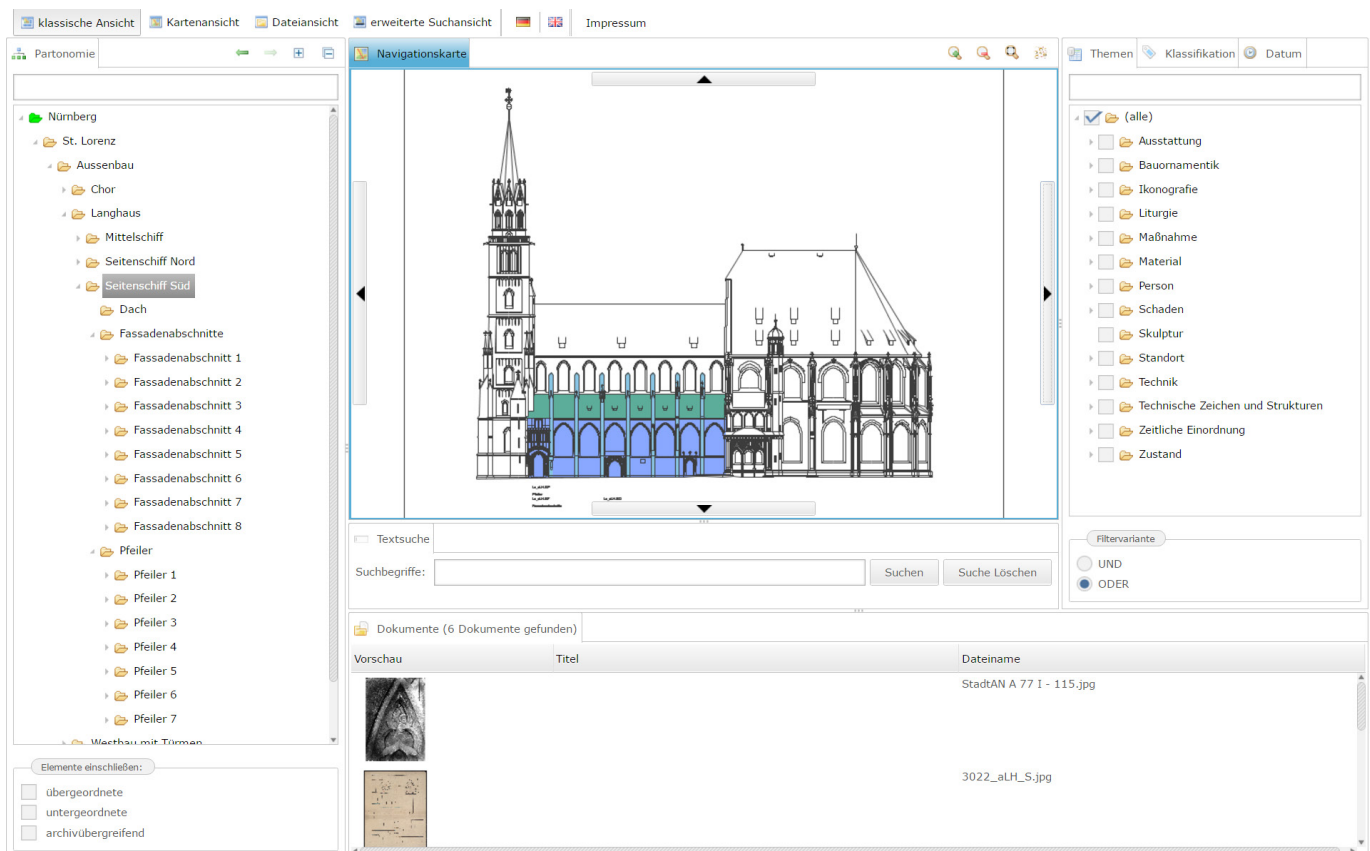 klassische Ansicht Kartenansicht Dateiansicht erweiterte Suchansicht Impressum
Partonomie
Nürnberg
St. Lorenz
Aussenbau
Chor
Langhaus
Mittelschiff
Seitenschiff Nord
Seitenschiff Süd
Dach
Fassadenabschnitte
Fassadenabschnitt 1
Fassadenabschnitt 2
Fassadenabschnitt 3
Fassadenabschnitt 4
Fassadenabschnitt 5
Fassadenabschnitt 6
Fassadenabschnitt 7
Fassadenabschnitt 8
Pfeiler
Pfeiler 1
Pfeiler 2
Pfeiler 3
Pfeiler 4
Pfeiler 5
Pfeiler 6
Pfeiler 7
Westbau mit Türmen
Elemente einschließen:
übergeordnete
untergeordnete
archivübergreifend
Navigationskarte
Textsuche
Suchbegriffe: Suchen Suche Löschen
Dokumente (6 Dokumente gefunden)
Vorschau Titel Dateiname
StadtAN A 77 I - 115.jpg
3022_aLH_S.jpg
Themen Klassifikation Datum
(alle)
Ausstattung
Bauornamentik
Ikonografie
Liturgie
Maßnahme
Material
Person
Schaden
Skulptur
Standort
Technik
Technische Zeichen und Strukturen
Zeitliche Einordnung
Zustand
Filtervariante
UND
ODER